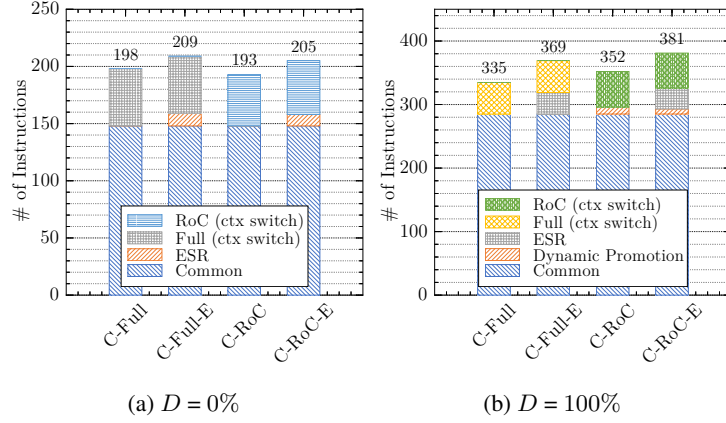 250
200
150
100
50
0
# of Instructions
198
209
193
205
RoC (ctx switch)
Full (ctx switch)
ESR
Common
C-Full
C-Full-E
C-RoC
C-RoC-E
(a) D = 0%
400
300
200
100
0
# of Instructions
335
369
352
381
RoC (ctx switch)
Full (ctx switch)
ESR
Dynamic Promotion
Common
C-Full
C-Full-E
C-RoC
C-RoC-E
(b) D = 100%